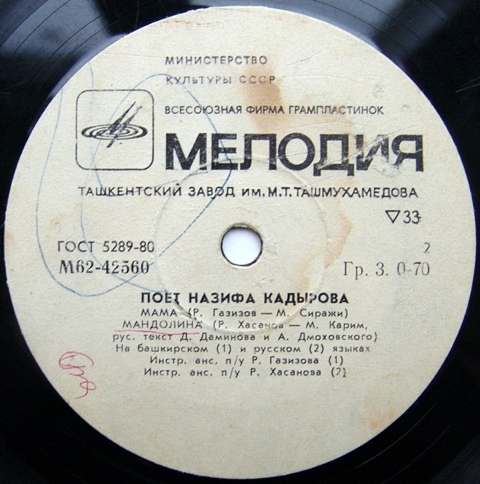 МИНИСТЕРСТВО
КУЛЬТУРЫ СССР
ВСЕСОЮЗНАЯ ФИРМА ГРАМПЛАСТИНОК
МЕЛОДИЯ
ТАШКЕНТСКИЙ ЗАВОД ИМ. М.Т. ТАШМУХАМЕДОВА
▽33
ГОСТ 5289-80
2
М62-42560
Гр. 3. 0-70
ПОЕТ НАЗИФА КАДЫРОВА
МАМА (Р. Газизов — М. Сиражи)
МАНДОЛИНА (Р. Хасанов — М. Карим,
рус. текст Д. Даминова и А. Дмоховского)
На башкирском (1) и русском (2) языках
Инстр. анс. п/у Р. Газизова (1)
Инстр. анс. п/у Р. Хасанова (2)